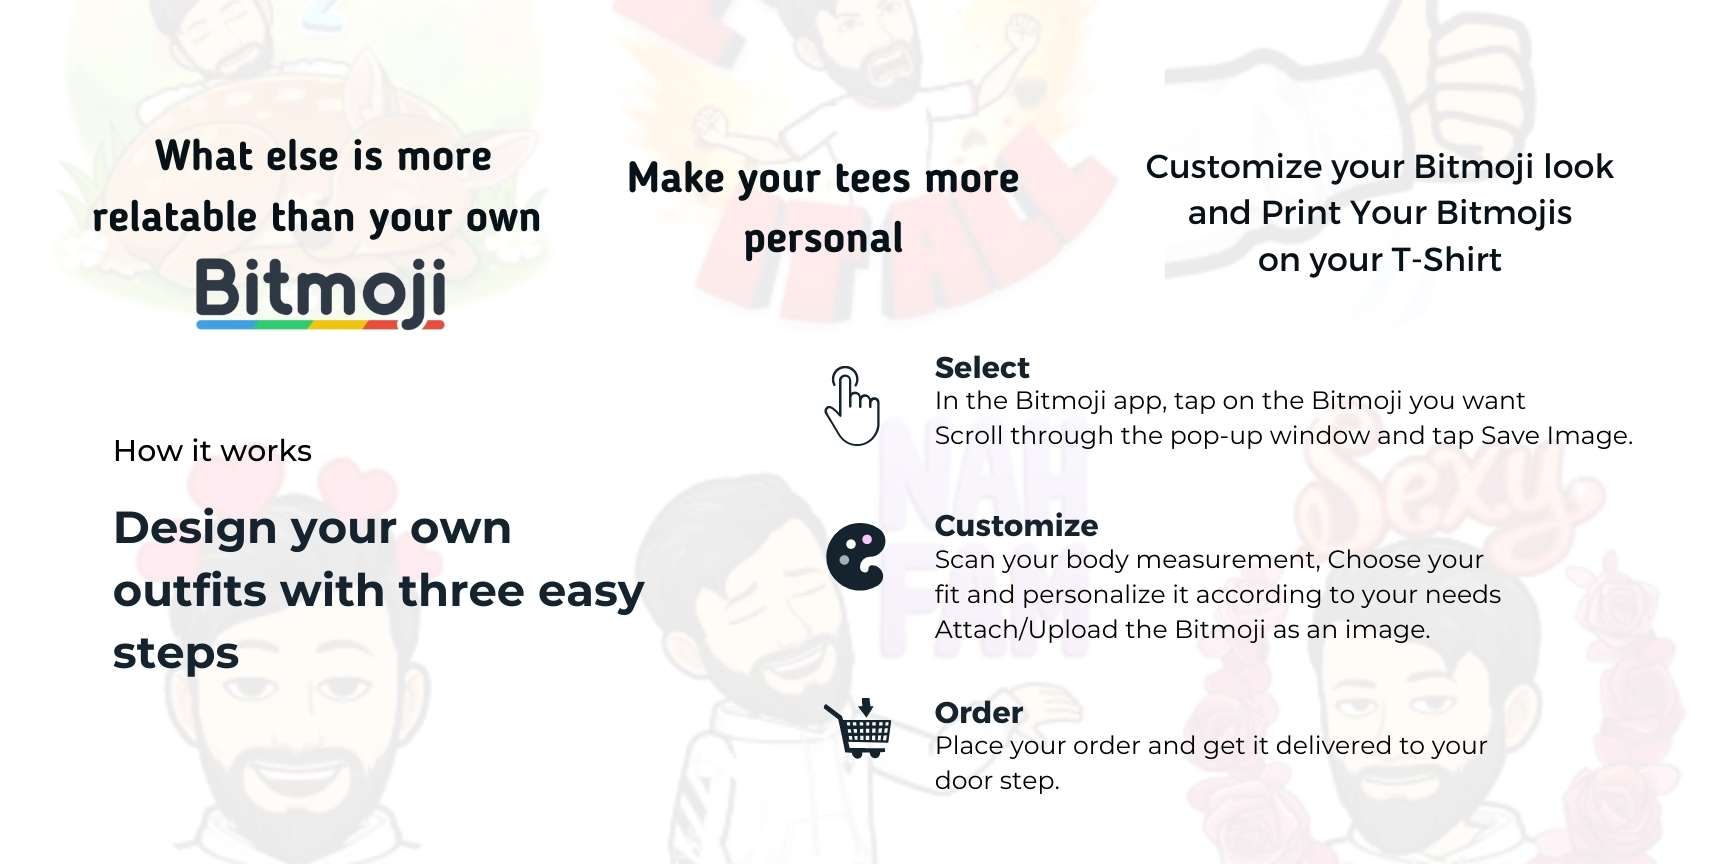 What else is more
relatable than your own
Bitmoji
Make your tees more
personal
Customize your Bitmoji look
and Print Your Bitmojis
on your T-Shirt
How it works
Design your own
outfits with three easy
steps
Select
In the Bitmoji app, tap on the Bitmoji you want
Scroll through the pop-up window and tap Save Image.
Customize
Scan your body measurement, Choose your
fit and personalize it according to your needs
Attach/Upload the Bitmoji as an image.
Order
Place your order and get it delivered to your
door step.
NAH
FAM
Sexy